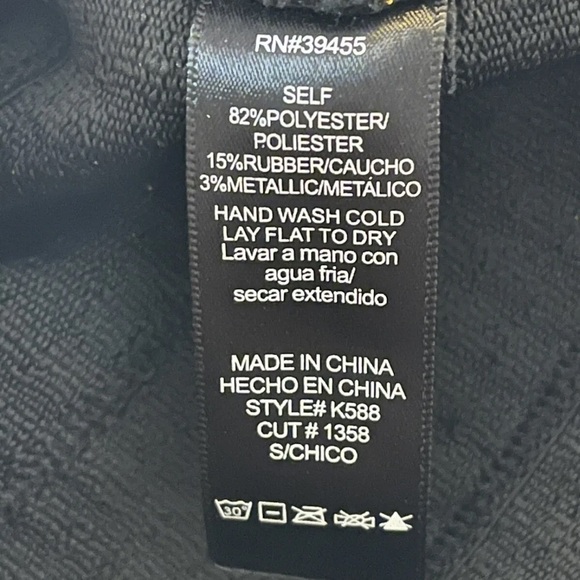 RN#39455
SELF
82%POLYESTER/
POLIESTER
15%RUBBER/CAUCHO
3%METALLIC/METÁLICO
HAND WASH COLD
LAY FLAT TO DRY
Lavar a mano con
agua fria/
secar extendido
MADE IN CHINA
HECHO EN CHINA
STYLE# K588
CUT # 1358
S/CHICO
30°